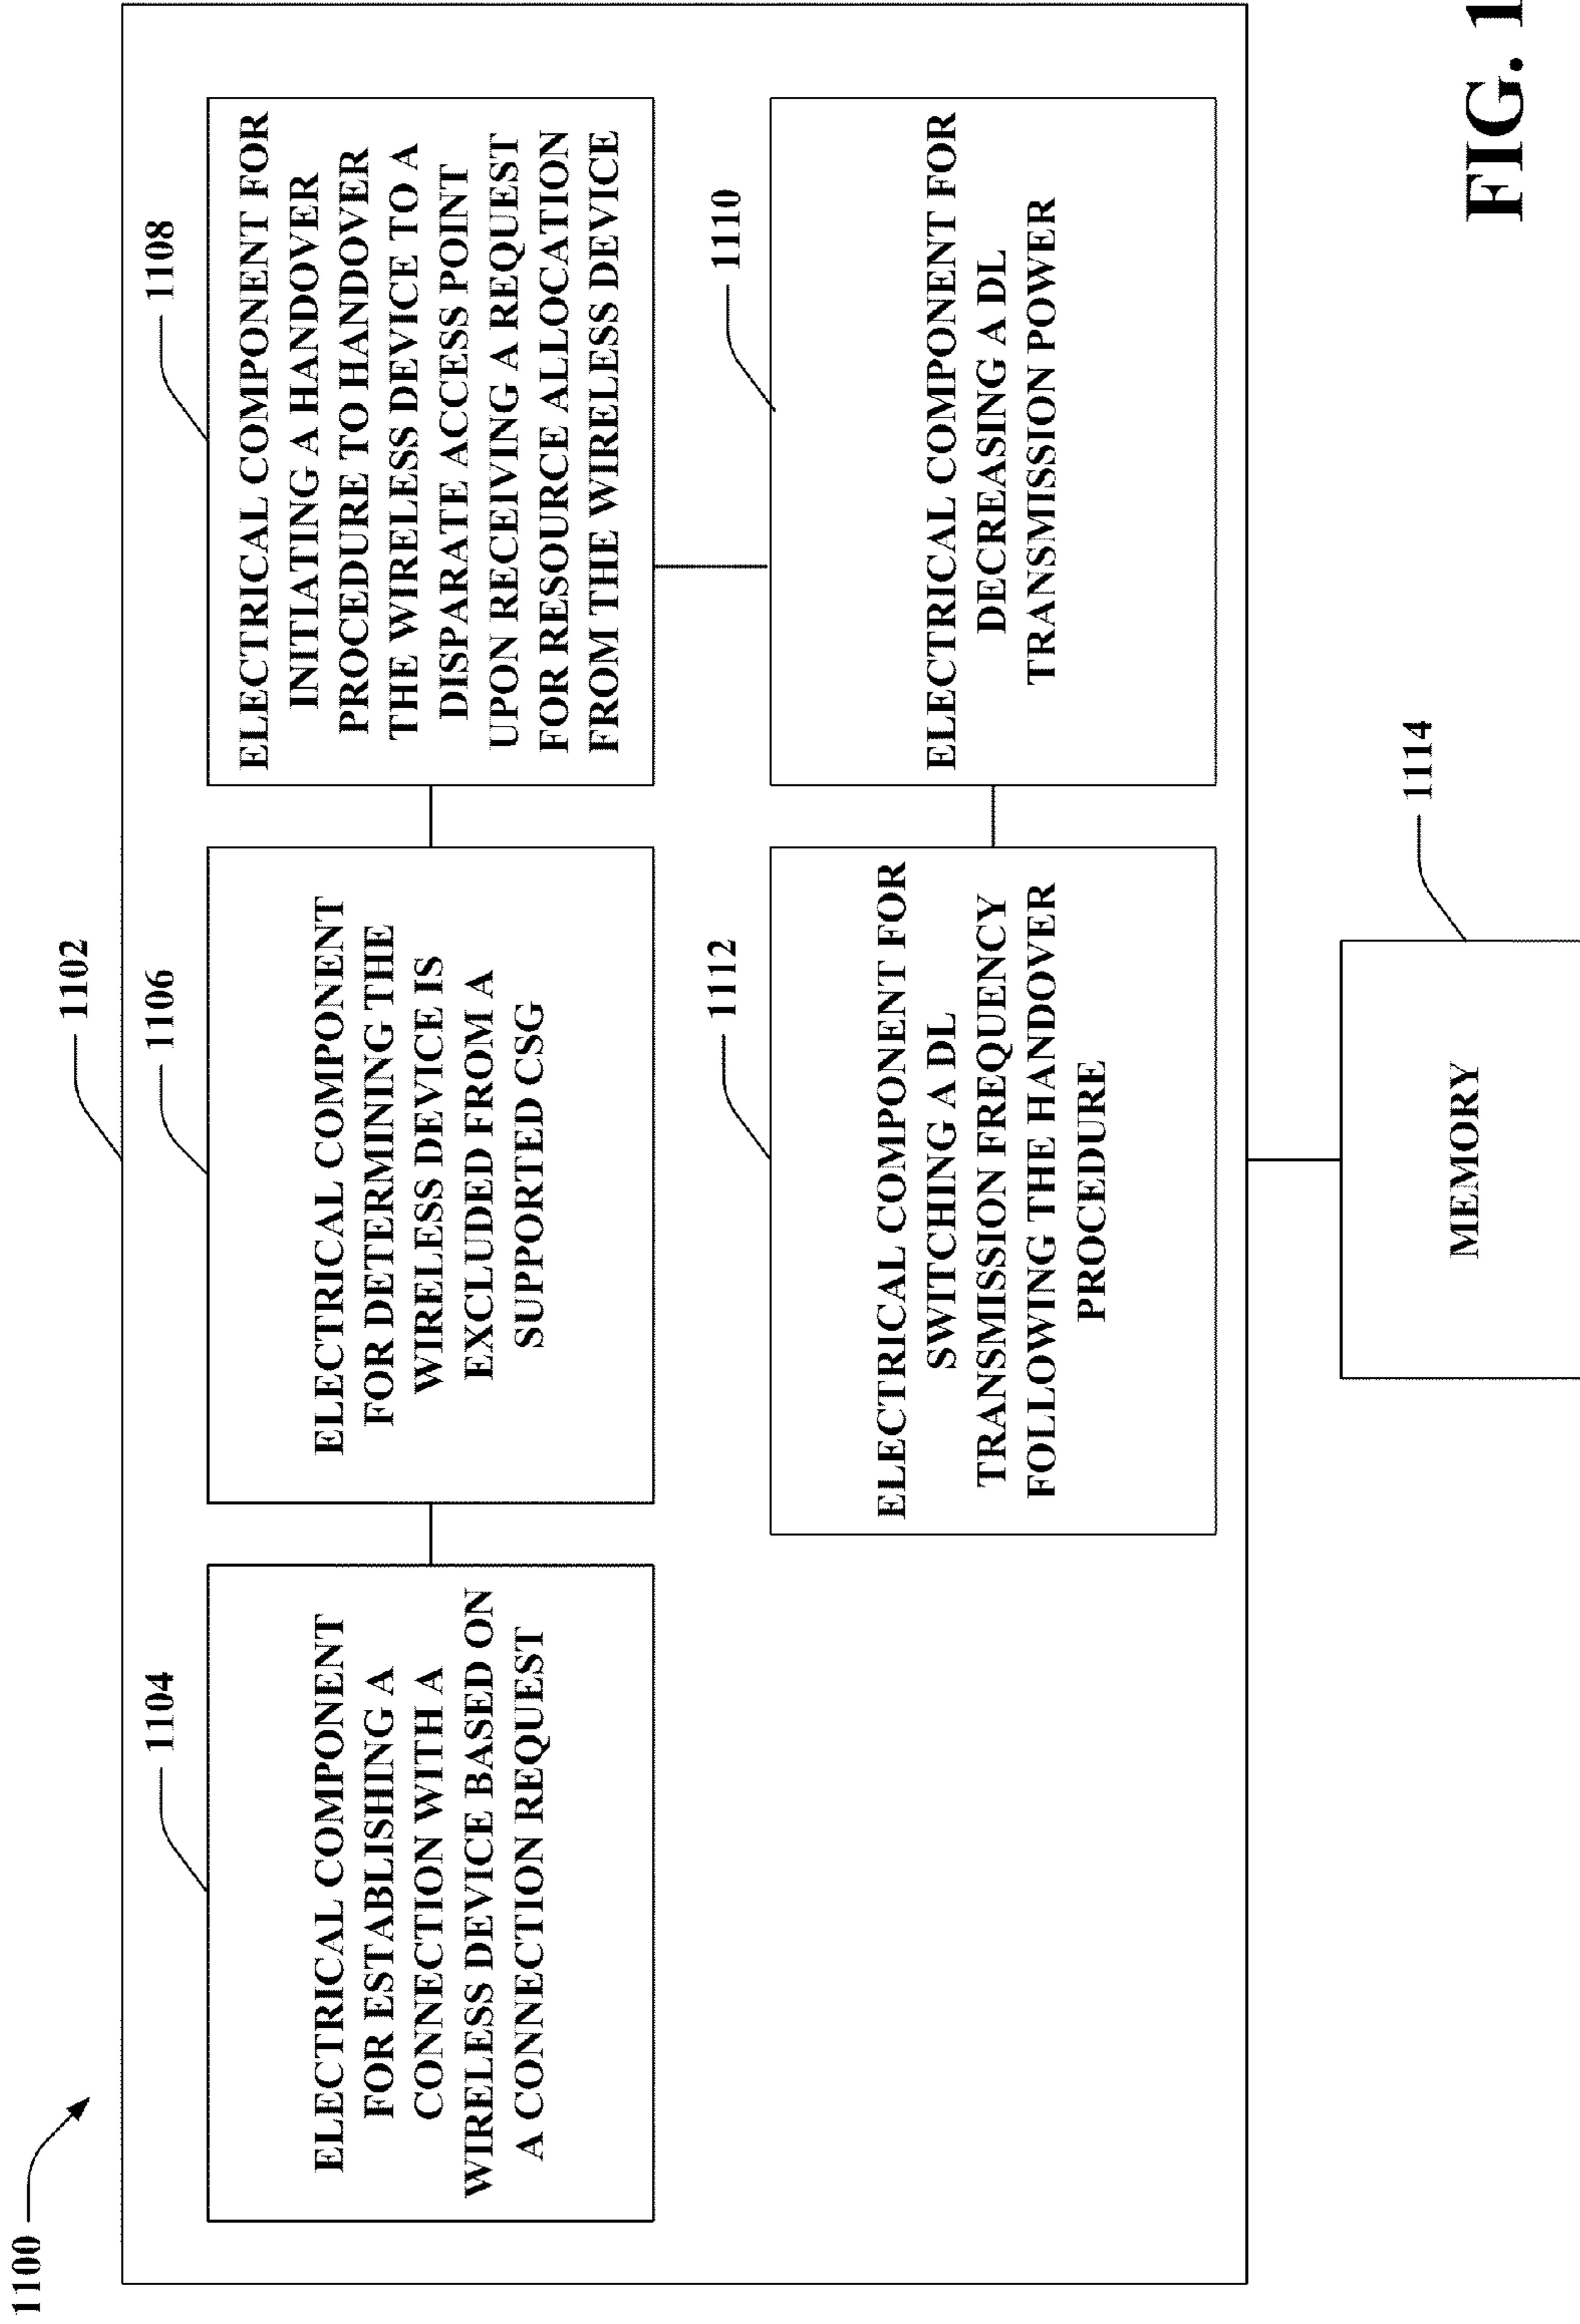 1100
1102
1104
ELECTRICAL COMPONENT
FOR ESTABLISHING A
CONNECTION WITH A
WIRELESS DEVICE BASED ON
A CONNECTION REQUEST
1106
ELECTRICAL COMPONENT
FOR DETERMINING THE
WIRELESS DEVICE IS
EXCLUDED FROM A
SUPPORTED CSG
1108
ELECTRICAL COMPONENT FOR
INITIATING A HANDOVER
PROCEDURE TO HANDOVER
THE WIRELESS DEVICE TO A
DISPARATE ACCESS POINT
UPON RECEIVING A REQUEST
FOR RESOURCE ALLOCATION
FROM THE WIRELESS DEVICE
1112
ELECTRICAL COMPONENT FOR
SWITCHING A DL
TRANSMISSION FREQUENCY
FOLLOWING THE HANDOVER
PROCEDURE
1110
ELECTRICAL COMPONENT FOR
DECREASING A DL
TRANSMISSION POWER
1114
MEMORY
FIG. 1